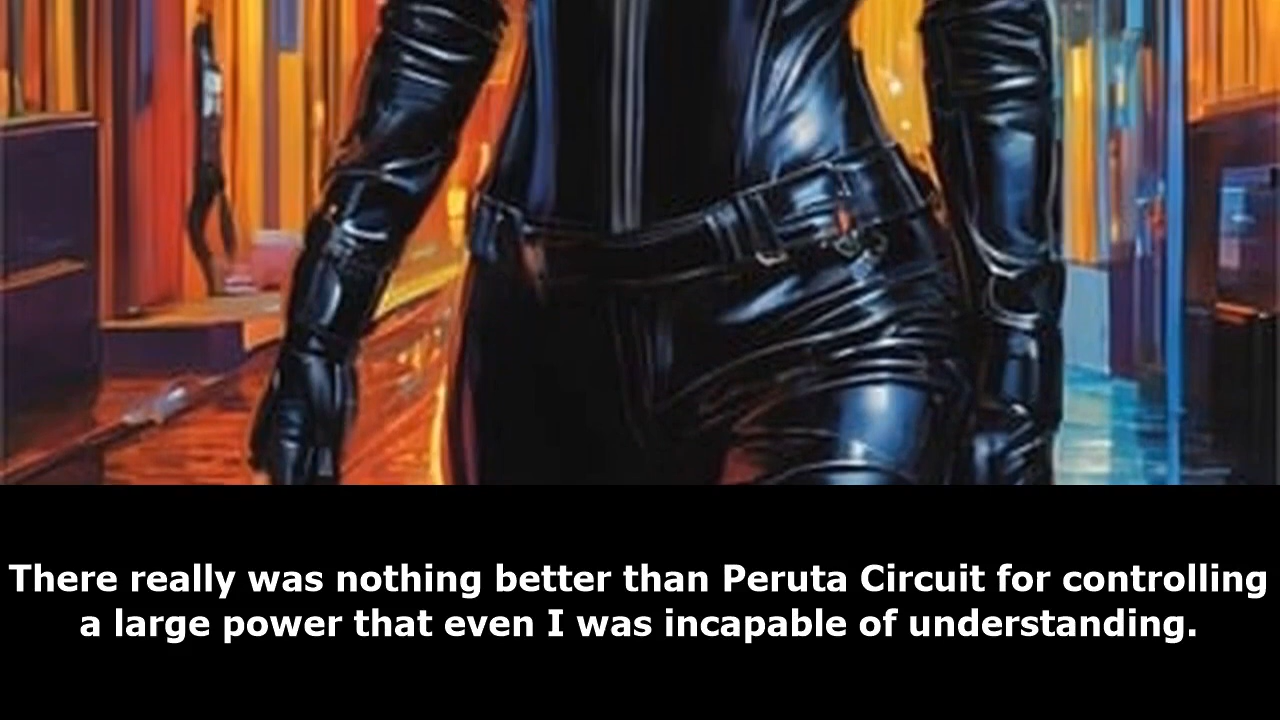 There really was nothing better than Peruta Circuit for controlling
a large power that even I was incapable of understanding.